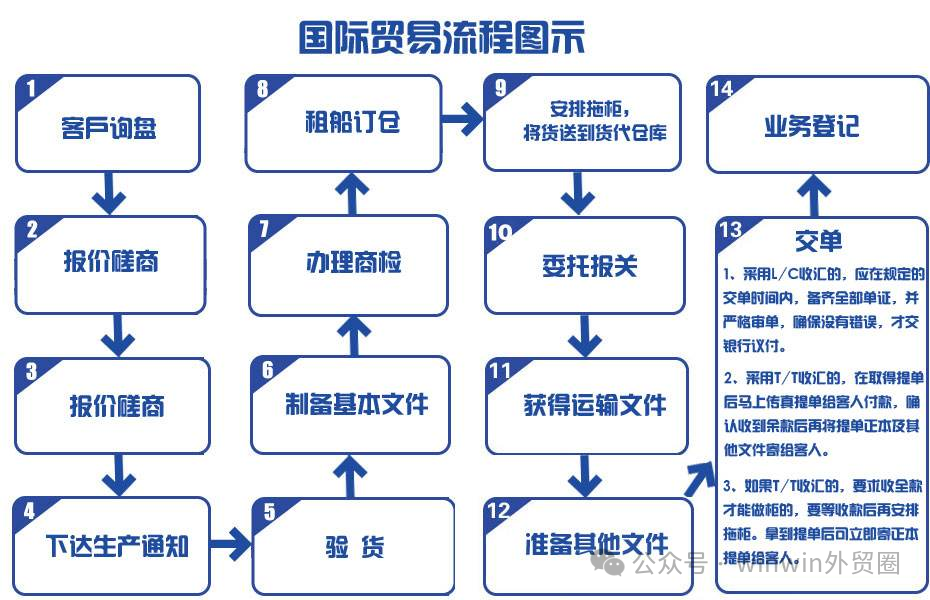 国际贸易流程图示
1
客户询盘
2
报价磋商
3
报价磋商
4
下达生产通知
5
验 货
6
制备基本文件
7
办理商检
8
租船订仓
9
安排拖柜，
将货送到货代仓库
10
委托报关
11
获得运输文件
12
准备其他文件
13
交单
1、采用L/C收汇的，应在规定的
交单时间内，备齐全部单证，并
严格审单，确保没有错误，才交
银行议付。
2、采用T/T收汇的，在取得提单
后马上传真提单给客人付款，确
认收到余款后再将提单正本及其
他文件寄给客人。
3、如果T/T收汇的，要求收全款
才能做柜的，要等收款后再安排
拖柜。拿到提单后可立即寄正本
提单给客人。
14
业务登记
公众号 · winwin外贸圈